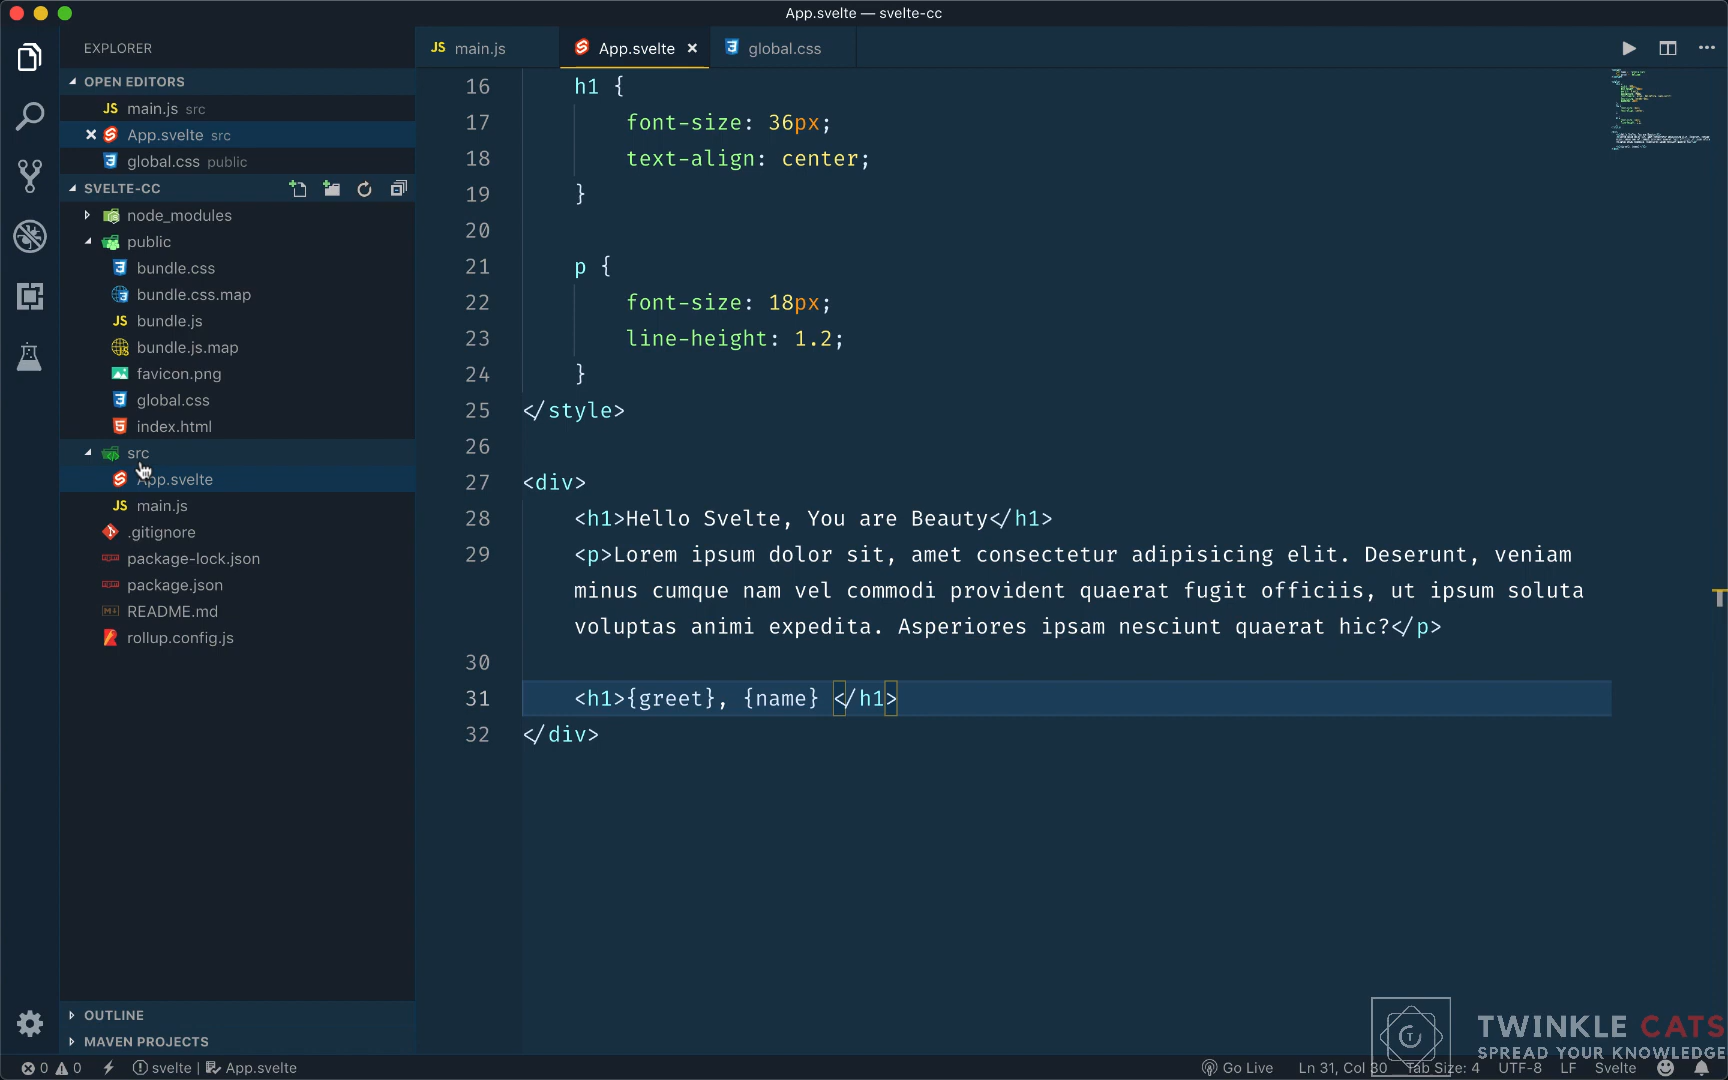 App.svelte — svelte-cc
EXPLORER
JS main.js
App.svelte
global.css
OPEN EDITORS
JS main.js src
App.svelte src
global.css public
SVELTE-CC
node_modules
public
bundle.css
bundle.css.map
JS bundle.js
bundle.js.map
favicon.png
global.css
index.html
src
App.svelte
JS main.js
.gitignore
package-lock.json
package.json
README.md
rollup.config.js
OUTLINE
MAVEN PROJECTS
16 h1 {
17 font-size: 36px;
18 text-align: center;
19 }
20
21 p {
22 font-size: 18px;
23 line-height: 1.2;
24 }
25 </style>
26
27 <div>
28 <h1>Hello Svelte, You are Beauty</h1>
29 <p>Lorem ipsum dolor sit, amet consectetur adipisicing elit. Deserunt, veniam
minus cumque nam vel commodi provident quaerat fugit officiis, ut ipsum soluta
voluptas animi expedita. Asperiores ipsam nesciunt quaerat hic?</p>
30
31 <h1>{greet}, {name} </h1>
32 </div>
TWINKLE CATS
SPREAD YOUR KNOWLEDGE
0 0 svelte | App.svelte
Go Live Ln 31, Col 30 Tab Size: 4 UTF-8 LF Svelte